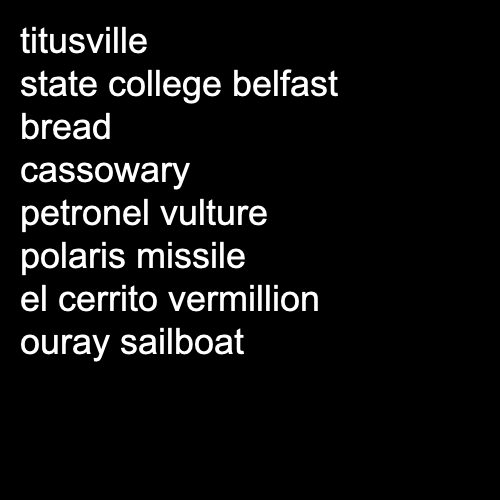 titusville
state college belfast
bread
cassowary
petronel vulture
polaris missile
el cerrito vermillion
ouray sailboat